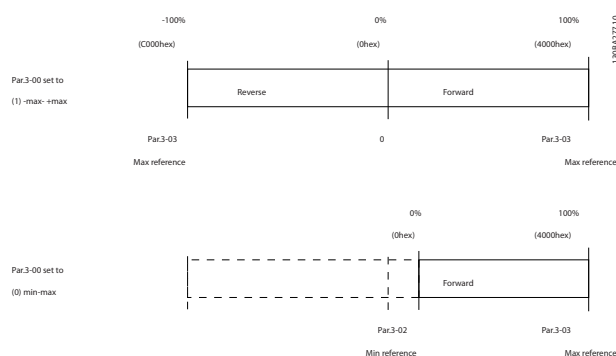 -100% 0% 100%
(C000hex) (0hex) (4000hex)
Par.3-00 set to
(1) -max- +max
Reverse Forward
Par.3-03 0 Par.3-03
Max reference Max reference
0% 100%
(0hex) (4000hex)
Par.3-00 set to
(0) min-max
Forward
Par.3-02 Par.3-03
Min reference Max reference